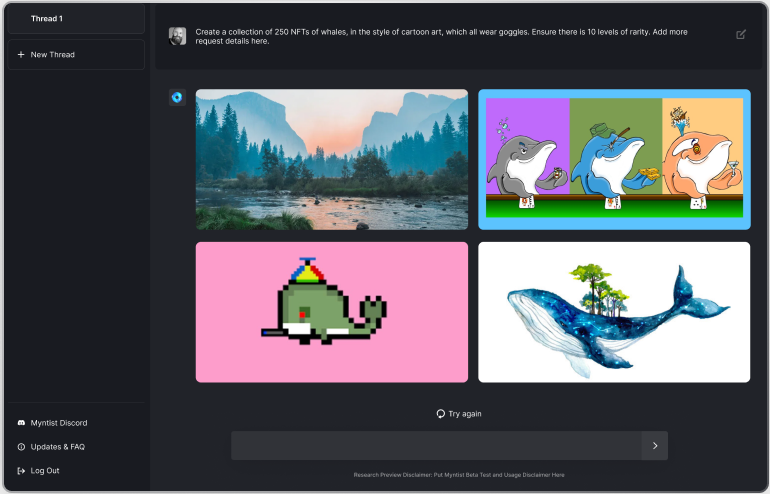 Thread 1
New Thread
Create a collection of 250 NFTs of whales, in the style of cartoon art, which all wear goggles. Ensure there is 10 levels of rarity. Add more
request details here.
Try again
Myntist Discord
Updates & FAQ
Log Out
Research Preview Disclaimer: Put Myntist Beta Test and Usage Disclaimer Here